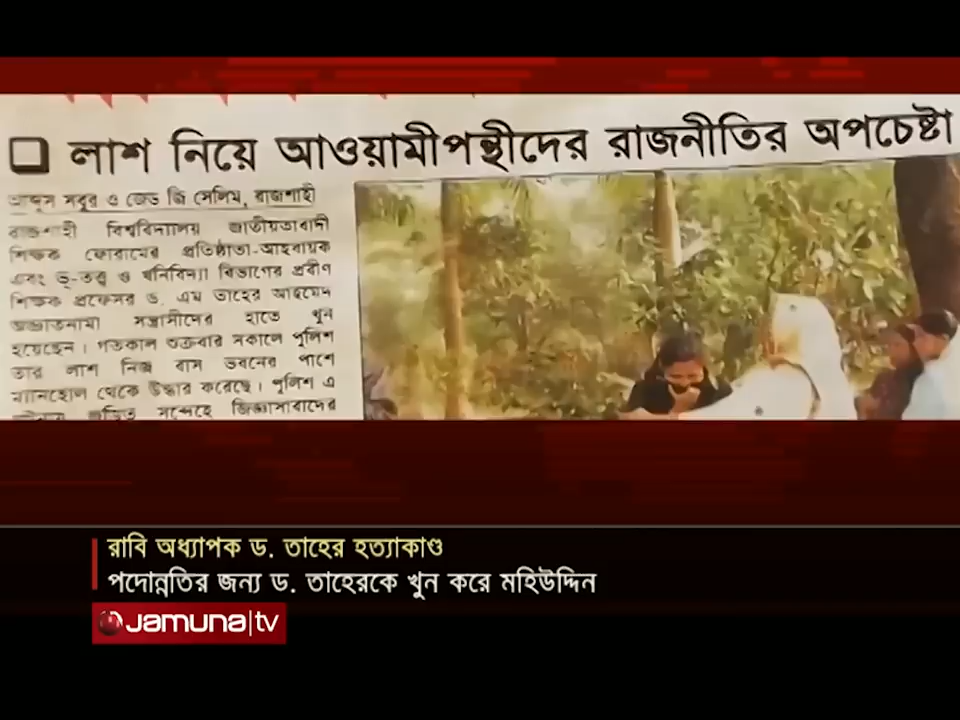 লাশ নিয়ে আওয়ামীপন্থীদের রাজনীতির অপচেষ্টা
আব্দুস সবুর ও জেড জি সেলিম, রাজশাহী
রাজশাহী বিশ্ববিদ্যালয় জাতীয়তাবাদী
শিক্ষক ফোরামের প্রতিষ্ঠাতা-আহবায়ক
এবং ভূ-তত্ত্ব ও খনিবিদ্যা বিভাগের প্রবীণ
শিক্ষক প্রফেসর ড. এম তাহের আহমেদ
অজ্ঞাতনামা সন্ত্রাসীদের হাতে খুন
হয়েছেন। গতকাল শুক্রবার সকালে পুলিশ
তার লাশ নিজ বাস ভবনের পাশে
ম্যানহোল থেকে উদ্ধার করেছে। পুলিশ এ
জড়িত সন্দেহে জিজ্ঞাসাবাদের
রাবি অধ্যাপক ড. তাহের হত্যাকাণ্ড
পদোন্নতির জন্য ড. তাহেরকে খুন করে মহিউদ্দিন
Jamuna|tv